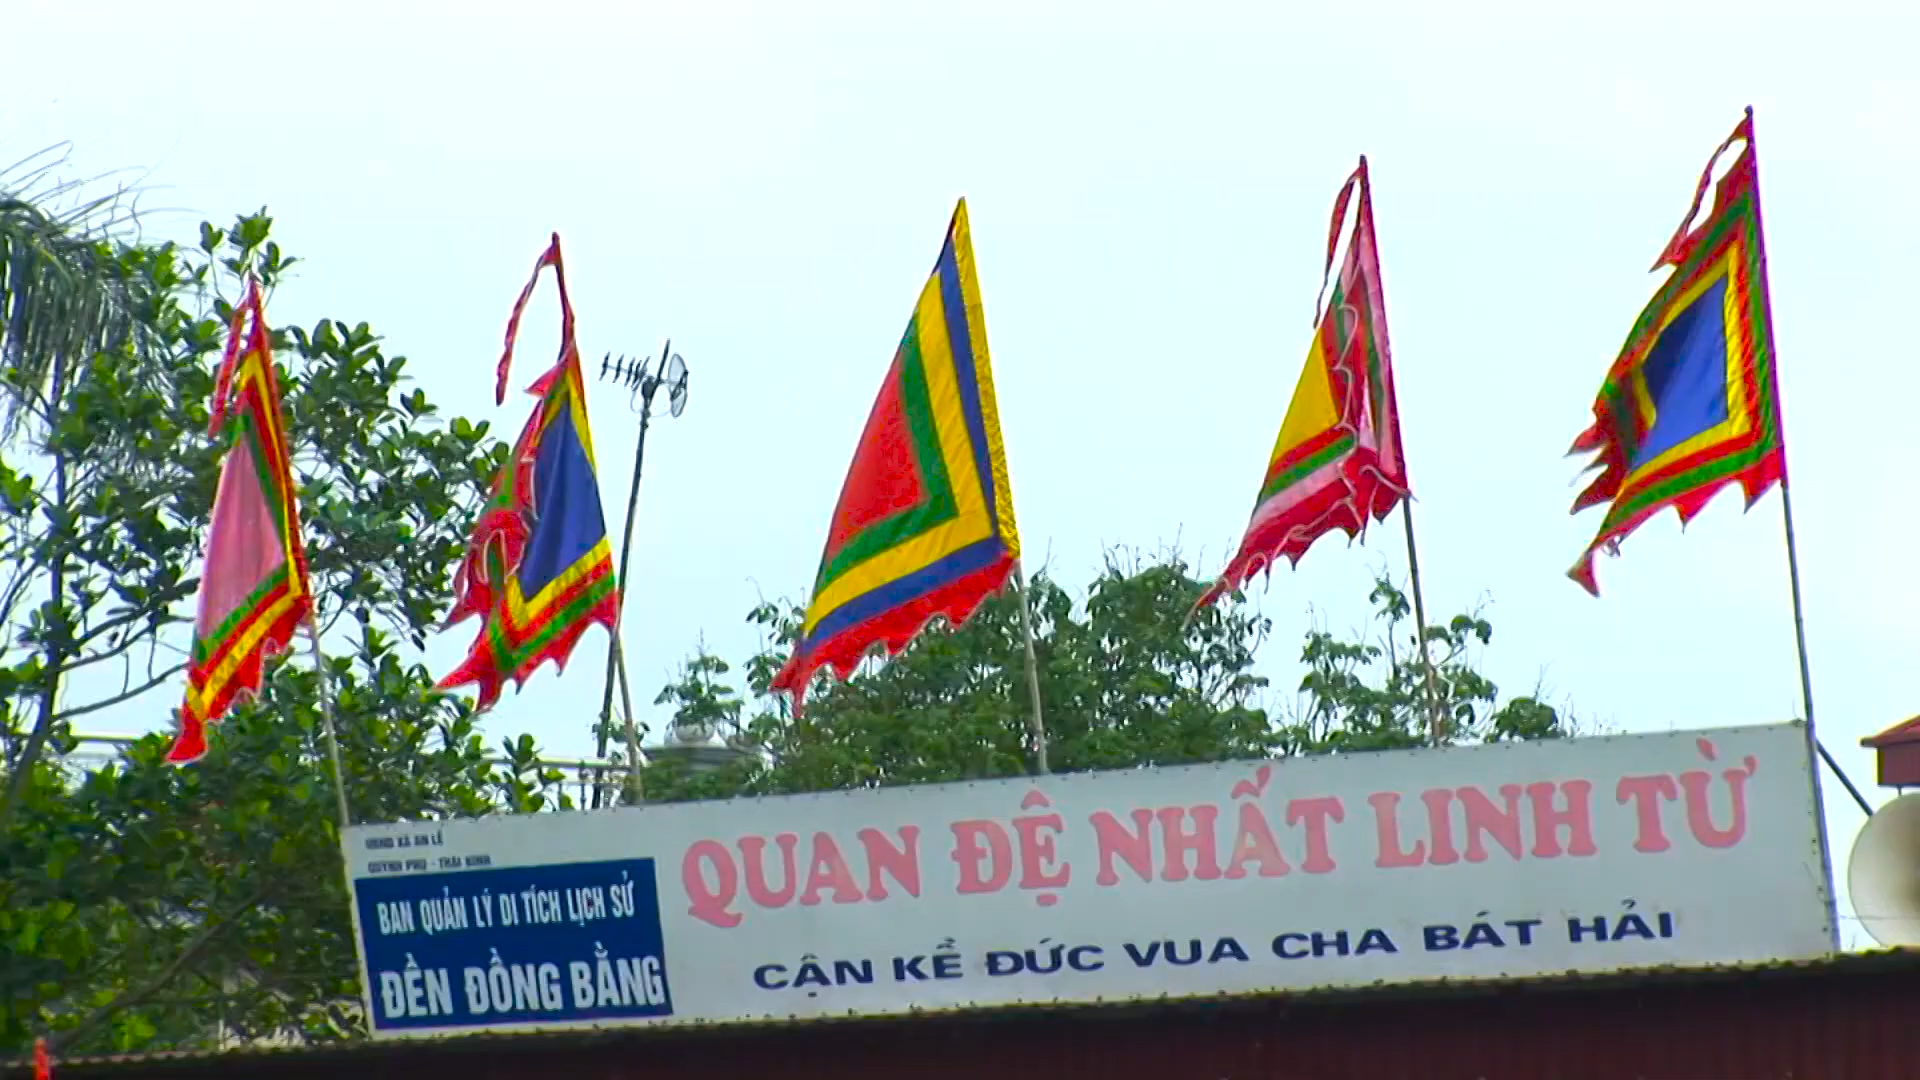 UBND XÃ AN LỄ
QUỲNH PHỤ - THÁI BÌNH
BAN QUẢN LÝ DI TÍCH LỊCH SỬ
ĐỀN ĐỒNG BẰNG
QUAN ĐỆ NHẤT LINH TỪ
CẬN KỀ ĐỨC VUA CHA BÁT HẢI